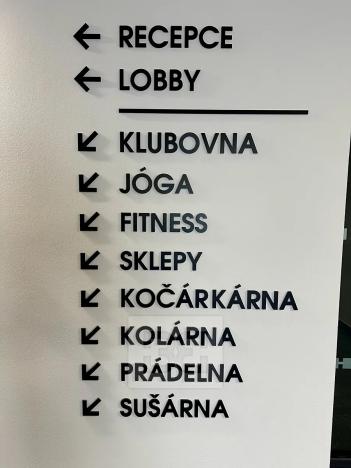 ← RECEPCE
← LOBBY
↙ KLUBOVNA
↙ JÓGA
↙ FITNESS
↙ SKLEPY
↙ KOČÁRKÁRNA
↙ KOLÁRNA
↙ PRÁDELNA
↙ SUŠÁRNA